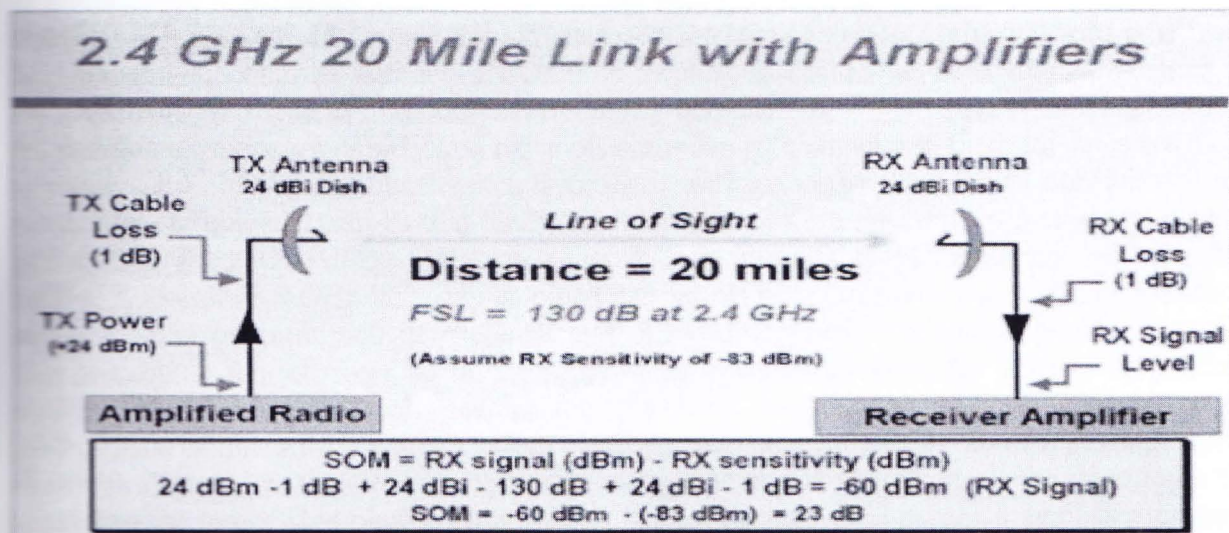 2.4 GHz 20 Mile Link with Amplifiers
TX Antenna
24 dBi Dish
RX Antenna
24 dBi Dish
TX Cable
Loss
(1 dB)
Line of Sight
RX Cable
Loss
(1 dB)
Distance = 20 miles
FSL = 130 dB at 2.4 GHz
TX Power
(+24 dBm)
(Assume RX Sensitivity of -83 dBm)
RX Signal
Level
Amplified Radio
Receiver Amplifier
SOM = RX signal (dBm) - RX sensitivity (dBm)
24 dBm -1 dB + 24 dBi - 130 dB + 24 dBi - 1 dB = -60 dBm (RX Signal)
SOM = -60 dBm - (-83 dBm) = 23 dB